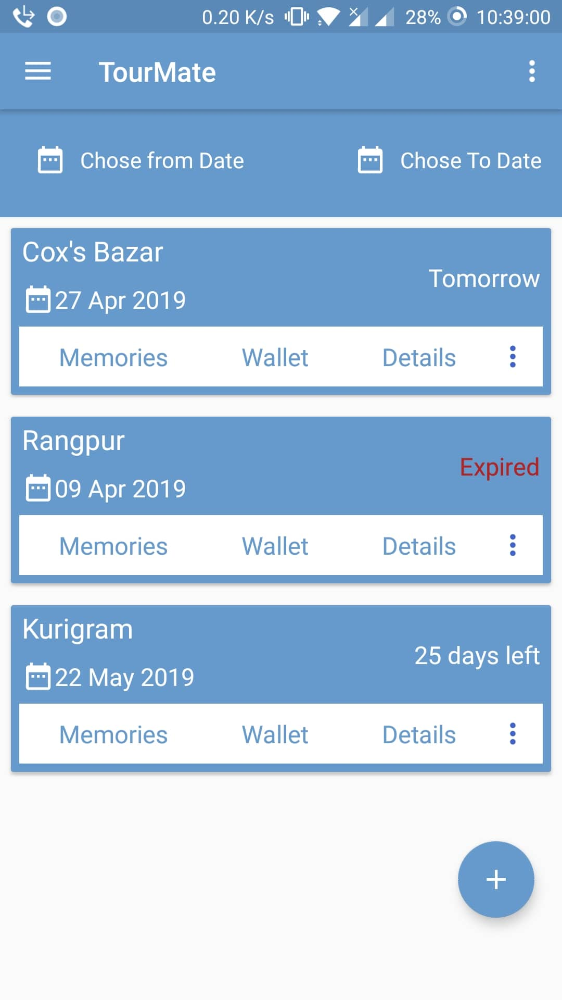 0.20 K/s 28% 10:39:00
TourMate
Chose from Date Chose To Date
Cox's Bazar
Tomorrow
27 Apr 2019
Memories Wallet Details
Rangpur
Expired
09 Apr 2019
Memories Wallet Details
Kurigram
25 days left
22 May 2019
Memories Wallet Details
+